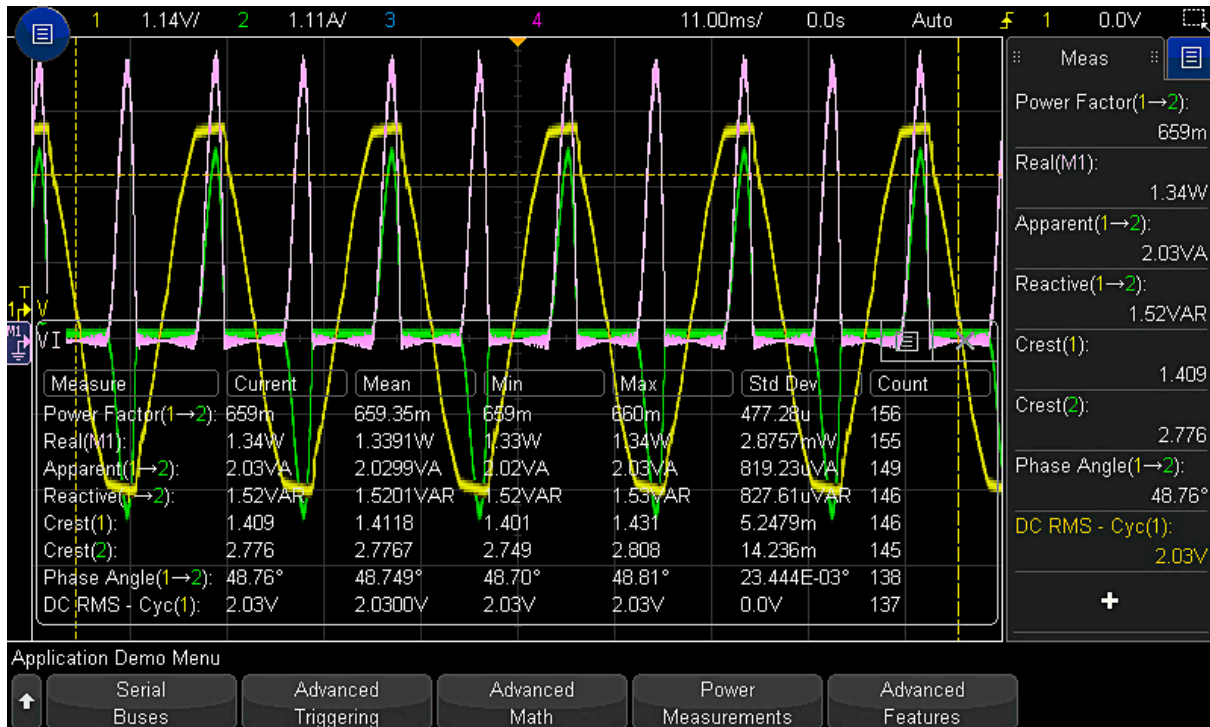 1 1.14V/ 2 1.11A/ 3 4 11.00ms/ 0.0s Auto 1 0.0V
Meas
Power Factor(1→2):
659m
Real(M1):
1.34W
Apparent(1→2):
2.03VA
Reactive(1→2):
1.52VAR
Crest(1):
1.409
Crest(2):
2.776
Phase Angle(1→2):
48.76°
DC RMS - Cyc(1):
2.03V
+
T
1 V
M1 VI
Measure Current Mean Min Max Std Dev Count
Power Factor(1→2): 659m 659.35m 659m 660m 477.28u 156
Real(M1): 1.34W 1.3391W 1.33W 1.34W 2.8757mW 155
Apparent(1→2): 2.03VA 2.0299VA 2.02VA 2.03VA 819.23uVA 149
Reactive(1→2): 1.52VAR 1.5201VAR 1.52VAR 1.53VAR 827.61uVAR 146
Crest(1): 1.409 1.4118 1.401 1.431 5.2479m 146
Crest(2): 2.776 2.7767 2.749 2.808 14.236m 145
Phase Angle(1→2): 48.76° 48.749° 48.70° 48.81° 23.444E-03° 138
DC RMS - Cyc(1): 2.03V 2.0300V 2.03V 2.03V 0.0V 137
Application Demo Menu
Serial
Buses
Advanced
Triggering
Advanced
Math
Power
Measurements
Advanced
Features